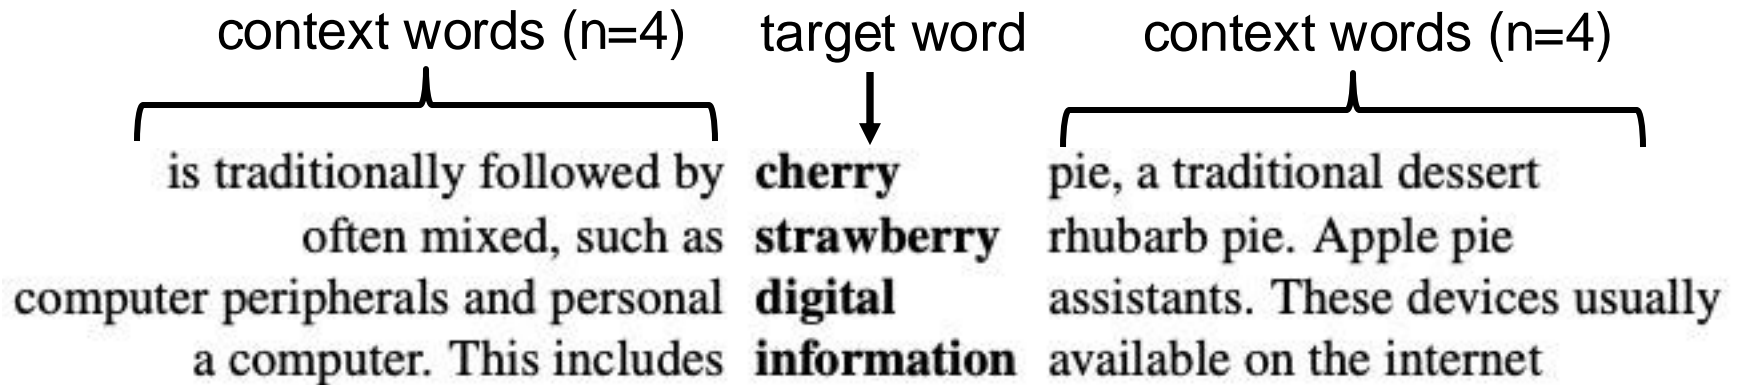 context words (n=4) target word context words (n=4)
is traditionally followed by cherry pie, a traditional dessert
often mixed, such as strawberry rhubarb pie. Apple pie
computer peripherals and personal digital assistants. These devices usually
a computer. This includes information available on the internet